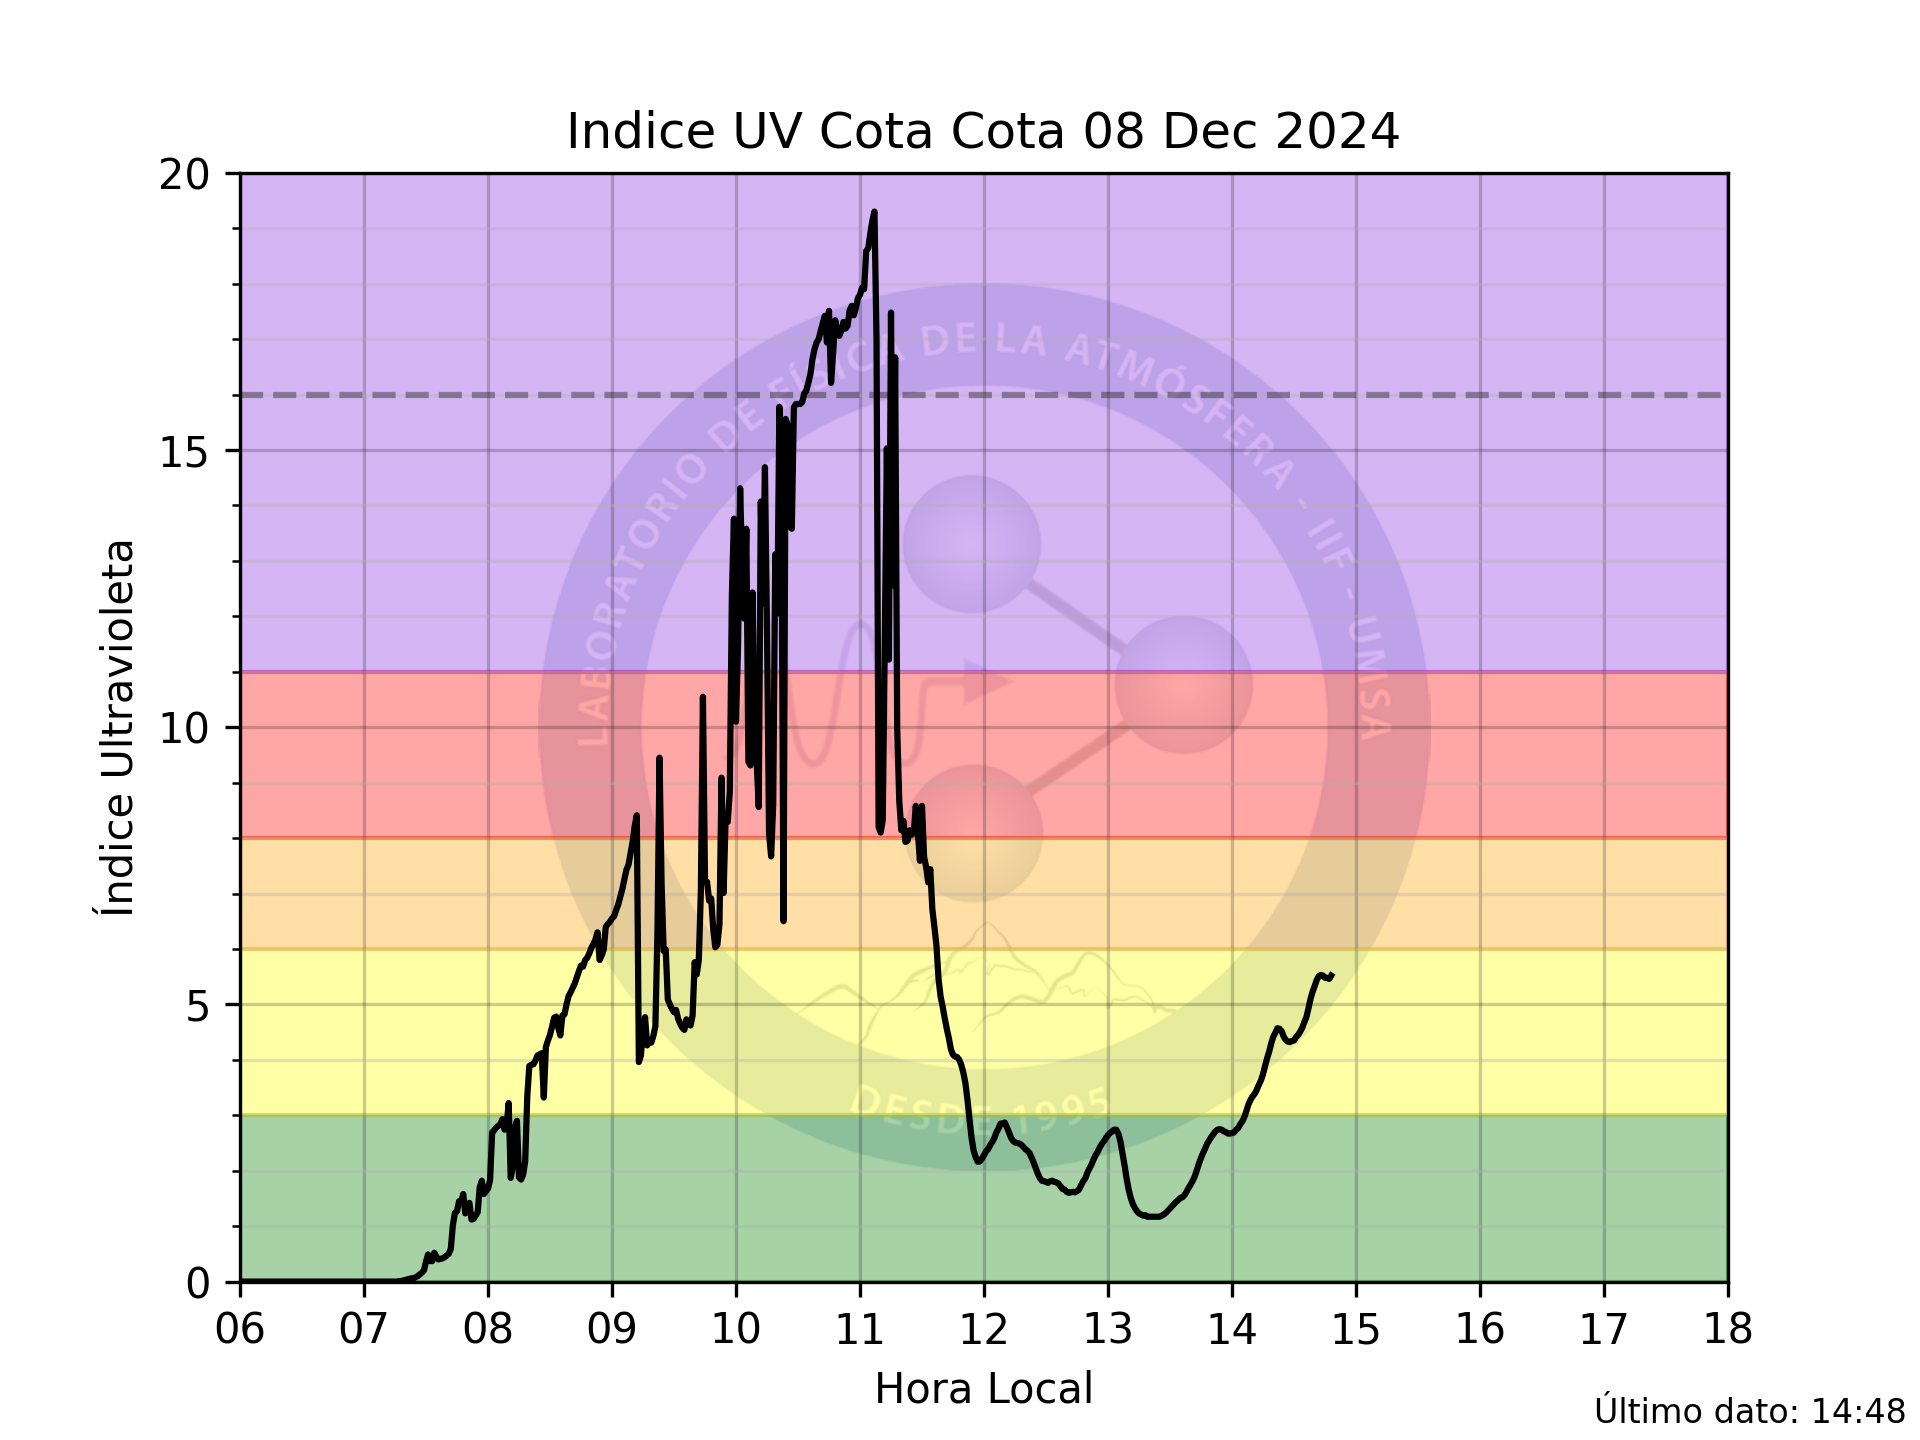 Indice UV Cota Cota 08 Dec 2024
20
15
10
5
0
Índice Ultravioleta
LABORATORIO DE FÍSICA DE LA ATMÓSFERA - IIF - UMSA
DESDE 1995
06 07 08 09 10 11 12 13 14 15 16 17 18
Hora Local
Último dato: 14:48